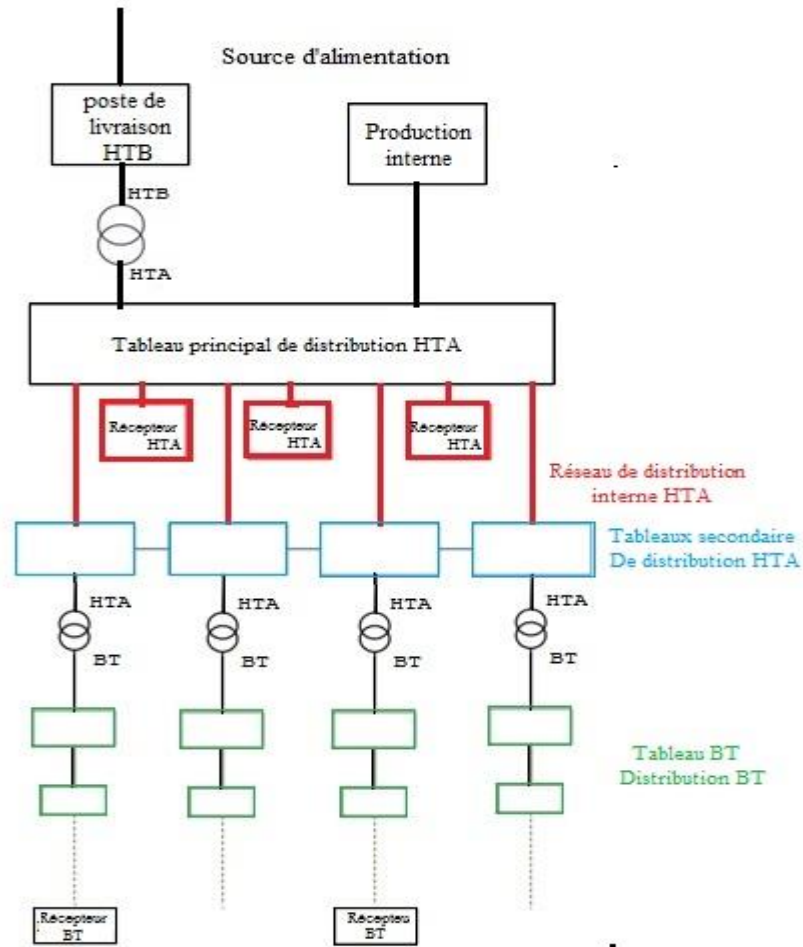 Source d'alimentation
poste de
livraison
HTB
Production
interne
HTB
HTA
Tableau principal de distribution HTA
Récepteur
HTA
Récepteur
HTA
Récepteur
HTA
Réseau de distribution
interne HTA
Tableaux secondaire
De distribution HTA
HTA
HTA
HTA
HTA
BT
BT
BT
BT
Tableau BT
Distribution BT
Récepteur
BT
Récepteu
BT